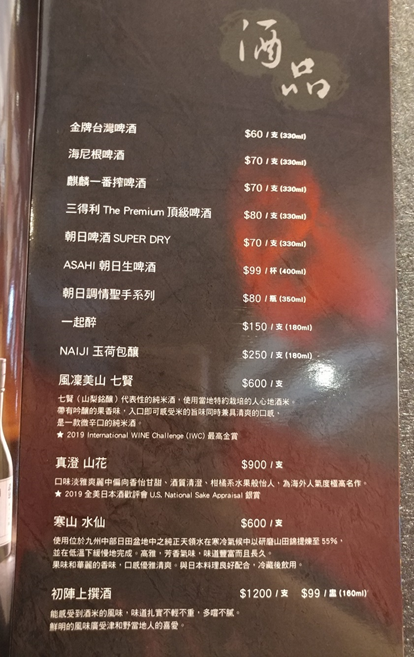 酒品
金牌台灣啤酒 $60 / 支 (330ml)
海尼根啤酒 $70 / 支 (330ml)
麒麟一番搾啤酒 $70 / 支 (330ml)
三得利 The Premium 頂級啤酒 $80 / 支 (330ml)
朝日啤酒 SUPER DRY $70 / 支 (330ml)
ASAHI 朝日生啤酒 $99 / 杯 (400ml)
朝日調情聖手系列 $80 / 瓶 (350ml)
一起醉 $150 / 支 (180ml)
NAIJI 玉荷包釀 $250 / 支 (180ml)
風凜美山 七賢 $600 / 支
七賢（山梨銘釀）代表性的純米酒，使用當地特約栽培的人心地酒米。
帶有吟釀的果香味，入口即可感受米的旨味同時兼具清爽的口感，
是一款微辛口的純米酒。
★ 2019 International WINE Challenge (IWC) 最高金賞
真澄 山花 $900 / 支
口味淡雅爽麗中偏向香怡甘甜、酒質清澄、柑橘系水果般怡人，為海外人氣度極高名作。
★ 2019 全美日本酒歡評會 U.S. National Sake Appraisal 銀賞
寒山 水仙 $600 / 支
使用位於九州中部日田盆地中之純正天領水在寒冷氣候中以研磨山田錦提煉至 55%，
並在低溫下緩慢地完成。高雅，芳香氣味，味道豐富而且長久。
果味和華麗的香味，口感優雅清爽。與日本料理良好配合，冷藏後飲用。
初陣上撰酒 $1200 / 支 $99 / 壺 (160ml)
能感受到酒米的風味，味道扎實不輕不重，多嚐不膩。
鮮明的風味廣受津和野當地人的喜愛。